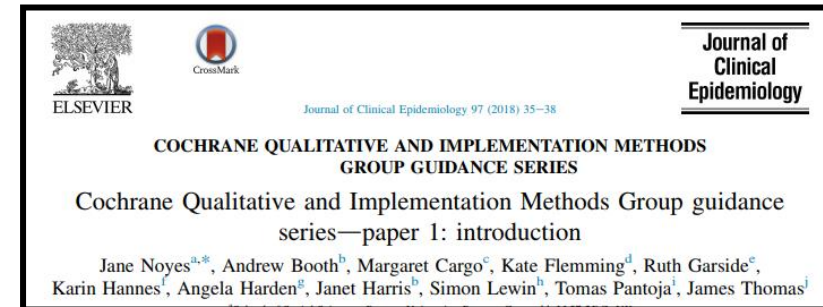 ELSEVIER
CrossMark
Journal of Clinical Epidemiology 97 (2018) 35–38
Journal of
Clinical
Epidemiology
COCHRANE QUALITATIVE AND IMPLEMENTATION METHODS
GROUP GUIDANCE SERIES
Cochrane Qualitative and Implementation Methods Group guidance
series—paper 1: introduction
Jane Noyesa,*, Andrew Boothb, Margaret Cargoc, Kate Flemmingd, Ruth Garsidee,
Karin Hannesf, Angela Hardeng, Janet Harrisb, Simon Lewinh, Tomas Pantojai, James Thomasj